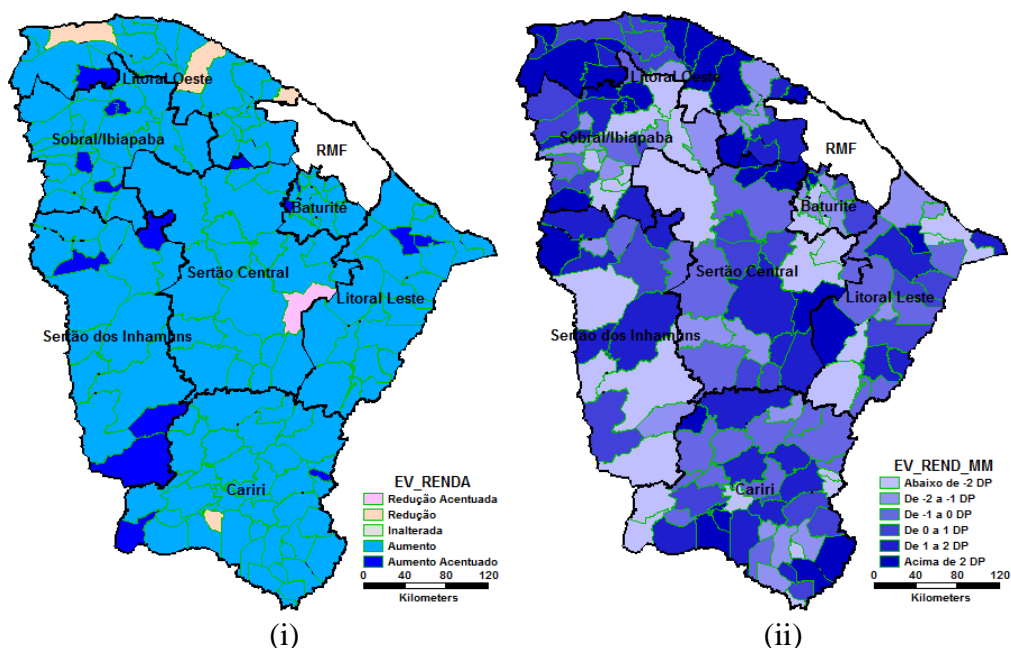 Litoral Oeste
Sobral/Ibiapaba
RMF
Baturité
Sertão Central
Litoral Leste
Sertão dos Inhamuns
Cariri
EV_RENDA
Redução Acentuada
Redução
Inalterada
Aumento
Aumento Acentuado
0 40 80 120
Kilometers
(i)
Litoral Oeste
Sobral/Ibiapaba
RMF
Baturité
Sertão Central
Litoral Leste
Sertão dos Inhamuns
Cariri
EV_REND_MM
Abaixo de -2 DP
De -2 a -1 DP
De -1 a 0 DP
De 0 a 1 DP
De 1 a 2 DP
Acima de 2 DP
0 40 80 120
Kilometers
(ii)